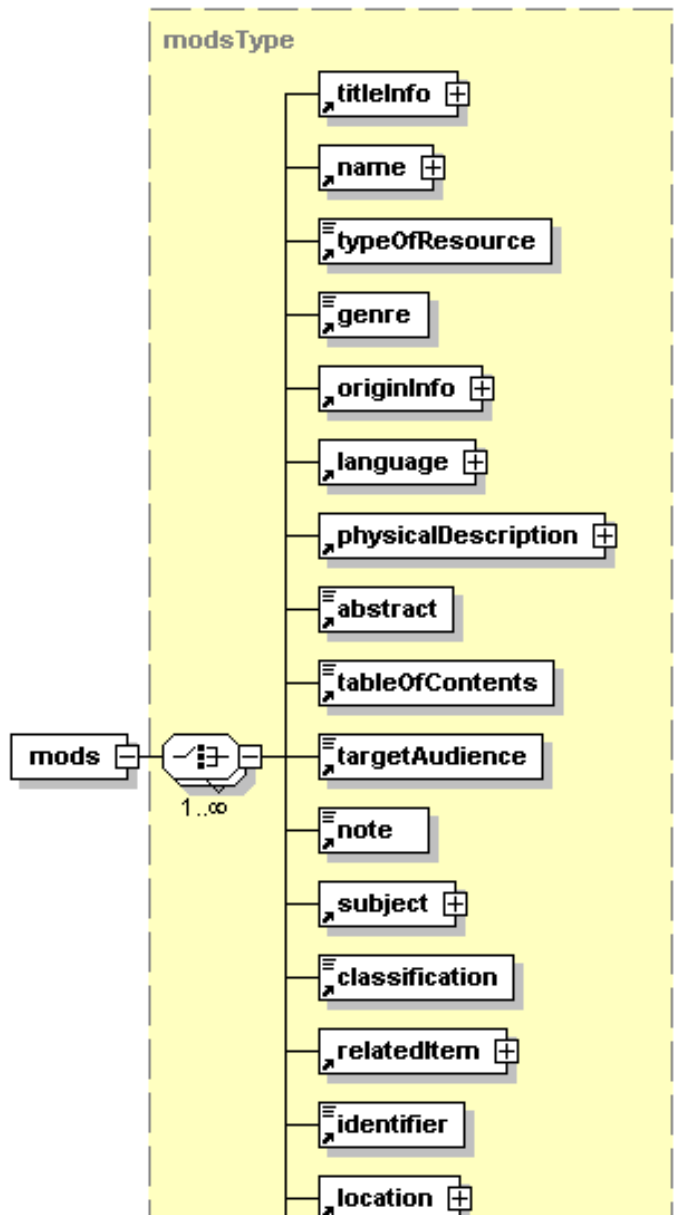 modsType
titleInfo
name
typeOfResource
genre
originInfo
language
physicalDescription
abstract
tableOfContents
mods
targetAudience
1..∞
note
subject
classification
relatedItem
identifier
location